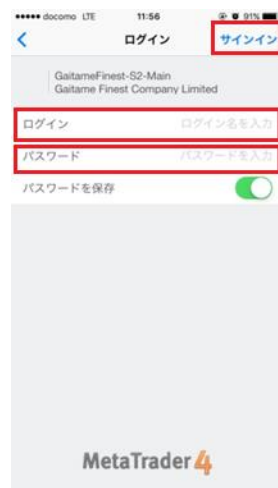 docomo LTE 11:56 91%
ログイン サインイン
GaitameFinest-S2-Main
Gaitame Finest Company Limited
ログイン ログイン名を入力
パスワード パスワードを入力
パスワードを保存
MetaTrader 4